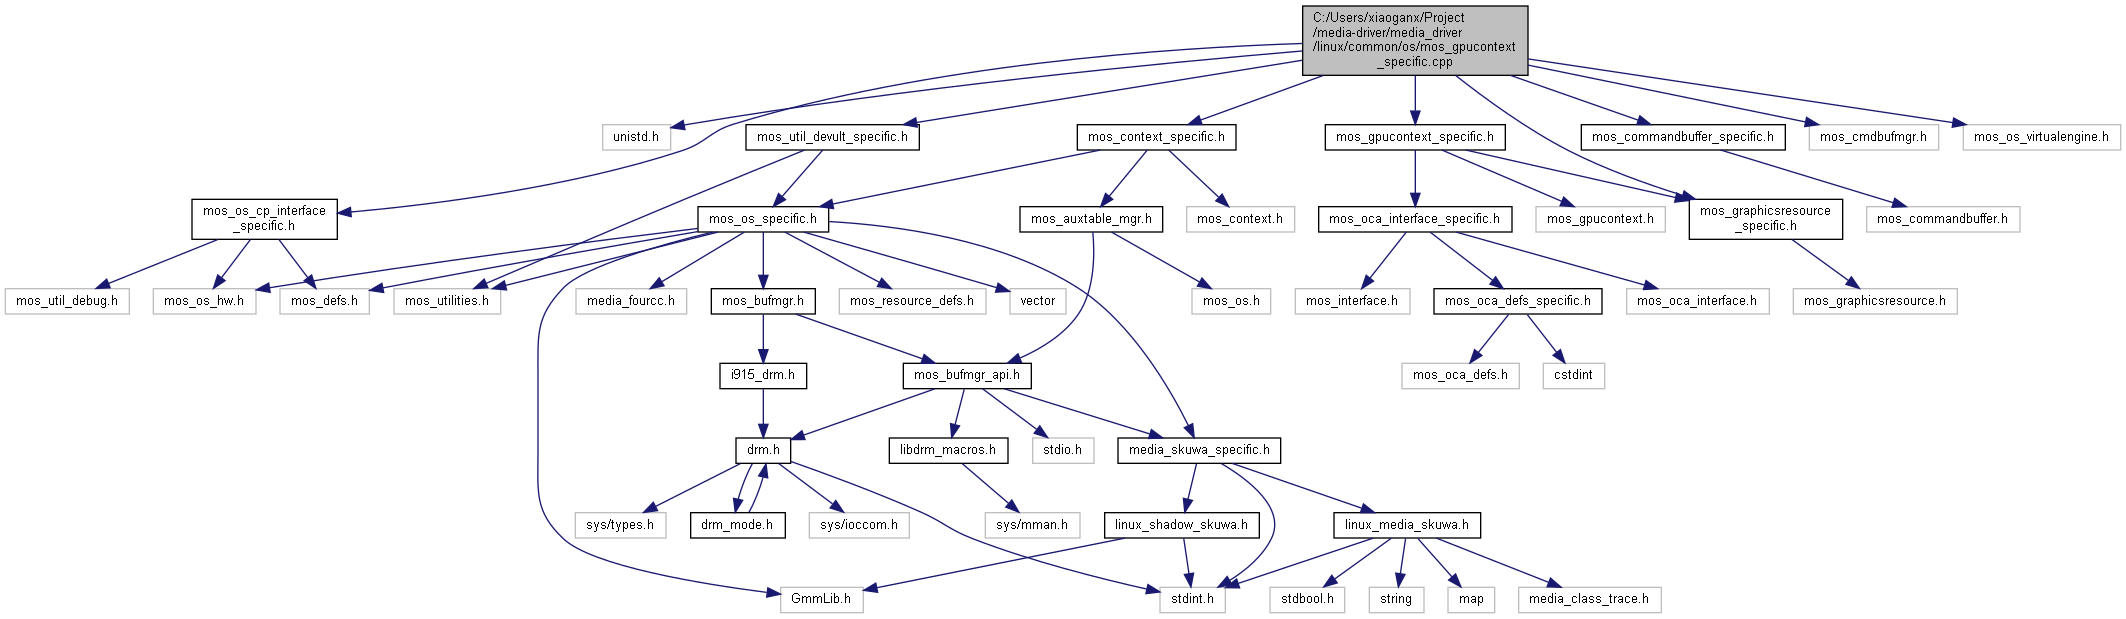 C:/Users/xiaoganx/Project
/media-driver/media_driver
/linux/common/os/mos_gpucontext
_specific.cpp
unistd.h
mos_util_devult_specific.h
mos_context_specific.h
mos_gpucontext_specific.h
mos_commandbuffer_specific.h
mos_cmdbufmgr.h
mos_os_virtualengine.h
mos_os_cp_interface
_specific.h
mos_os_specific.h
mos_auxtable_mgr.h
mos_context.h
mos_oca_interface_specific.h
mos_gpucontext.h
mos_graphicsresource
_specific.h
mos_commandbuffer.h
mos_util_debug.h
mos_os_hw.h
mos_defs.h
mos_utilities.h
media_fourcc.h
mos_bufmgr.h
mos_resource_defs.h
vector
mos_os.h
mos_interface.h
mos_oca_defs_specific.h
mos_oca_interface.h
mos_graphicsresource.h
i915_drm.h
mos_bufmgr_api.h
mos_oca_defs.h
cstdint
drm.h
libdrm_macros.h
stdio.h
media_skuwa_specific.h
sys/types.h
drm_mode.h
sys/ioccom.h
sys/mman.h
linux_shadow_skuwa.h
linux_media_skuwa.h
GmmLib.h
stdint.h
stdbool.h
string
map
media_class_trace.h